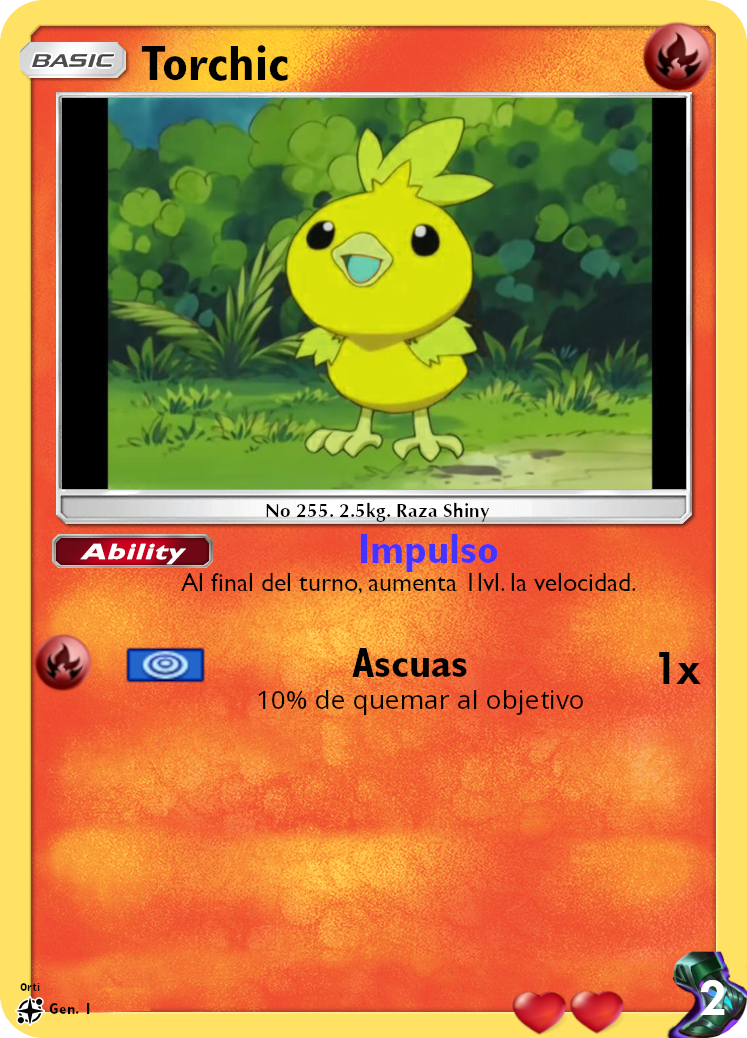 BASIC Torchic
No 255. 2.5kg. Raza Shiny
Ability Impulso
Al final del turno, aumenta 1lvl. la velocidad.
Ascuas 1x
10% de quemar al objetivo
Orti
Gen. 1
2